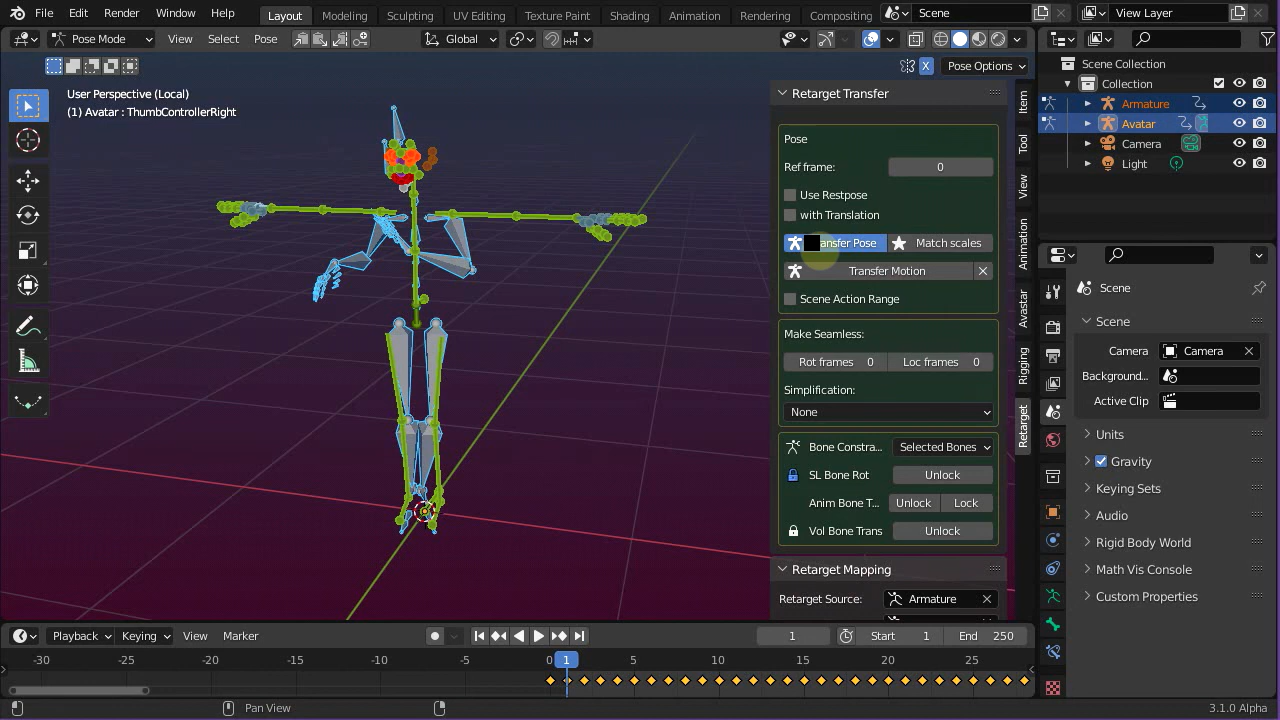 File Edit Render Window Help Layout Modeling Sculpting UV Editing Texture Paint Shading Animation Rendering Compositing Scene View Layer
Pose Mode View Select Pose Global
X Pose Options
User Perspective (Local)
(1) Avatar : ThumbControllerRight
Retarget Transfer
Pose
Ref frame: 0
Use Restpose
with Translation
Pose Match scales
Transfer Motion
Scene Action Range
Make Seamless:
Rot frames 0 Loc frames 0
Simplification:
None
Bone Constra... Selected Bones
SL Bone Rot Unlock
Anim Bone T... Unlock Lock
Vol Bone Trans Unlock
Retarget Mapping
Retarget Source: Armature
Item
Tool
View
Animation
Avastar
Rigging
Retarget
Scene Collection
Collection
Armature
Avatar
Camera
Light
Scene
Scene
Camera Camera
Background...
Active Clip
Units
Gravity
Keying Sets
Audio
Rigid Body World
Math Vis Console
Custom Properties
Playback Keying View Marker 1 Start 1 End 250
-30 -25 -20 -15 -10 -5 0 1 5 10 15 20 25
Pan View 3.1.0 Alpha